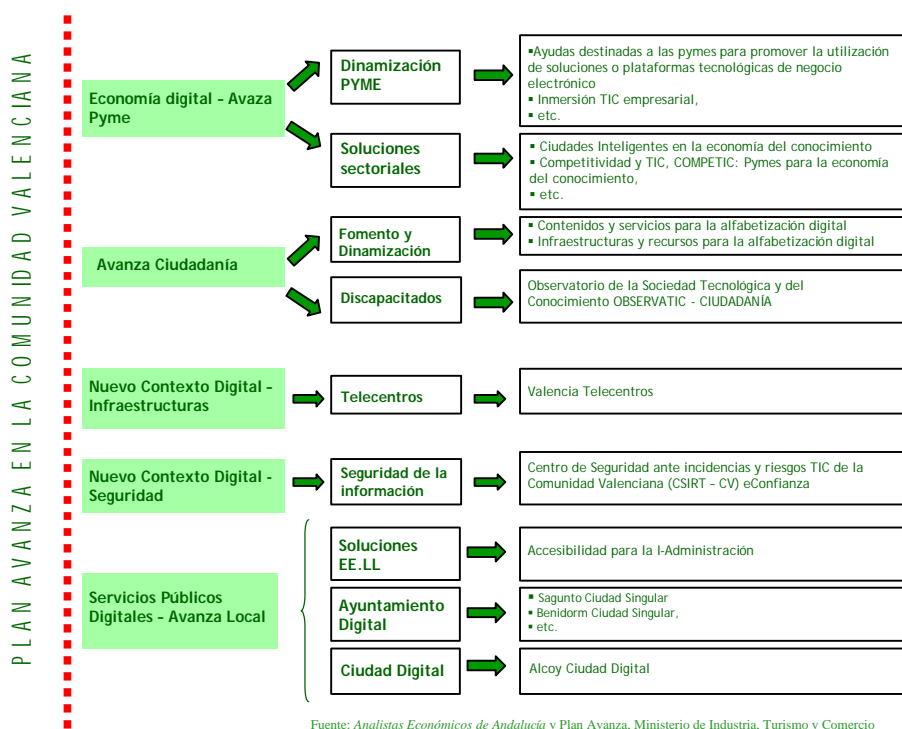 PLAN AVANZA EN LA COMUNIDAD VALENCIANA
Economía digital - Avaza
Pyme
Dinamización
PYME
▪Ayudas destinadas a las pymes para promover la utilización
de soluciones o plataformas tecnológicas de negocio
electrónico
▪ Inmersión TIC empresarial,
▪ etc.
Soluciones
sectoriales
▪ Ciudades Inteligentes en la economía del conocimiento
▪ Competitividad y TIC, COMPETIC: Pymes para la economía
del conocimiento,
▪ etc.
Avanza Ciudadanía
Fomento y
Dinamización
▪ Contenidos y servicios para la alfabetización digital
▪ Infraestructuras y recursos para la alfabetización digital
Discapacitados
Observatorio de la Sociedad Tecnológica y del
Conocimiento OBSERVATIC - CIUDADANÍA
Nuevo Contexto Digital -
Infraestructuras
Telecentros
Valencia Telecentros
Nuevo Contexto Digital -
Seguridad
Seguridad de la
información
Centro de Seguridad ante incidencias y riesgos TIC de la
Comunidad Valenciana (CSIRT - CV) eConfianza
Servicios Públicos
Digitales - Avanza Local
Soluciones
EE.LL
Accesibilidad para la I-Administración
Ayuntamiento
Digital
▪ Sagunto Ciudad Singular
▪ Benidorm Ciudad Singular,
▪ etc.
Ciudad Digital
Alcoy Ciudad Digital
Fuente: Analistas Económicos de Andalucía y Plan Avanza. Ministerio de Industria, Turismo y Comercio